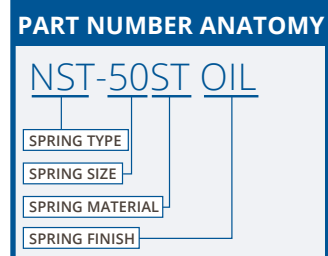 PART NUMBER ANATOMY
NST-50ST OIL
SPRING TYPE
SPRING SIZE
SPRING MATERIAL
SPRING FINISH